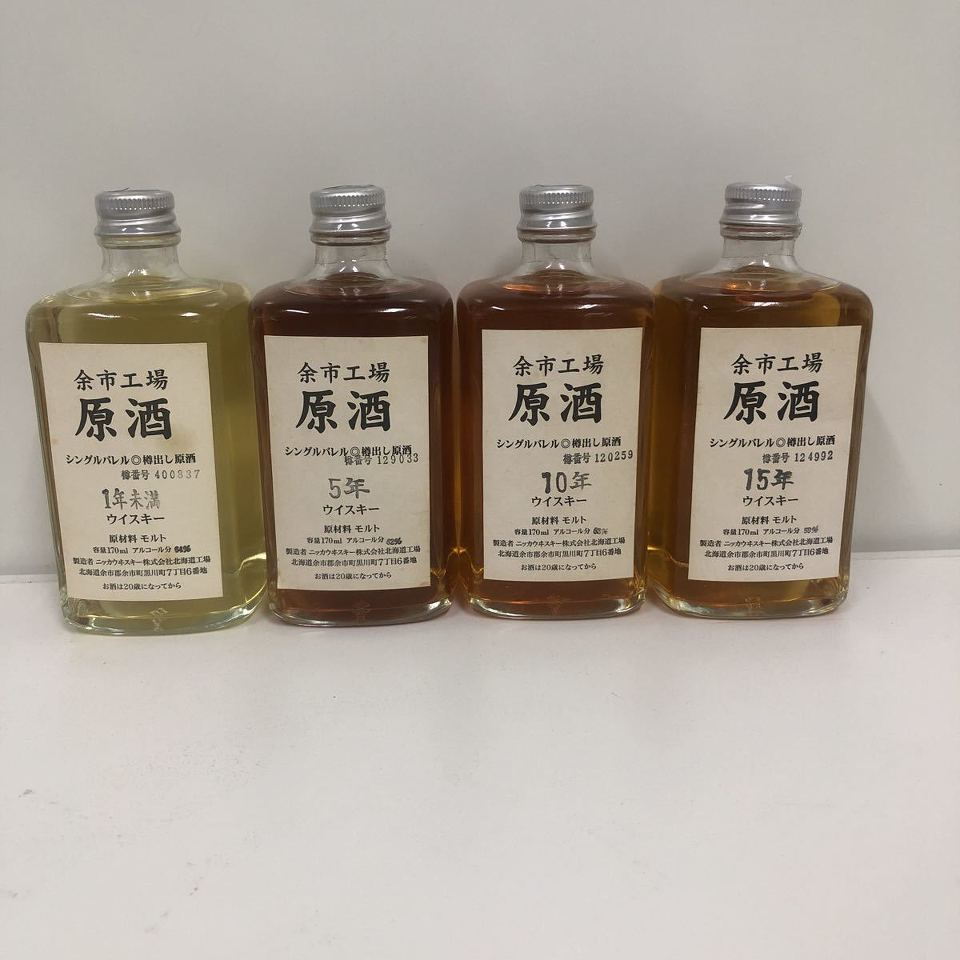 余市工場
原酒
シングルバレル◎樽出し原酒
樽番号 400337
1年未満
ウイスキー
原材料 モルト
容量170ml アルコール分 64%
製造者 ニッカウヰスキー株式会社北海道工場
北海道余市郡余市町黒川町7丁目6番地
お酒は20歳になってから
余市工場
原酒
シングルバレル◎樽出し原酒
樽番号 129033
5年
ウイスキー
原材料 モルト
容量170ml アルコール分 62%
製造者 ニッカウヰスキー株式会社北海道工場
北海道余市郡余市町黒川町7丁目6番地
お酒は20歳になってから
余市工場
原酒
シングルバレル◎樽出し原酒
樽番号 120259
10年
ウイスキー
原材料 モルト
容量170ml アルコール分
製造者 ニッカウヰスキー株式会社北海道工場
北海道余市郡余市町黒川町7丁目6番地
お酒は20歳になってから
余市工場
原酒
シングルバレル◎樽出し原酒
樽番号 124992
15年
ウイスキー
原材料 モルト
容量170ml アルコール分
製造者 ニッカウヰスキー株式会社北海道工場
北海道余市郡余市町黒川町7丁目6番地
お酒は20歳になってから